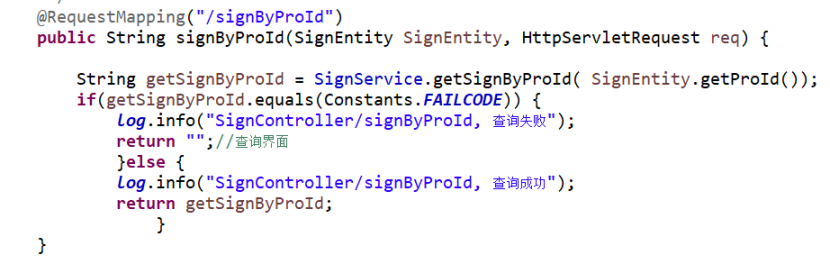 @RequestMapping("/signByProId")
public String signByProId(SignEntity SignEntity, HttpServletRequest req) {
String getSignByProId = SignService.getSignByProId( SignEntity.getProId());
if(getSignByProId.equals(Constants.FAILCODE)) {
log.info("SignController/signByProId, 查询失败");
return "";//查询界面
}else {
log.info("SignController/signByProId, 查询成功");
return getSignByProId;
}
}